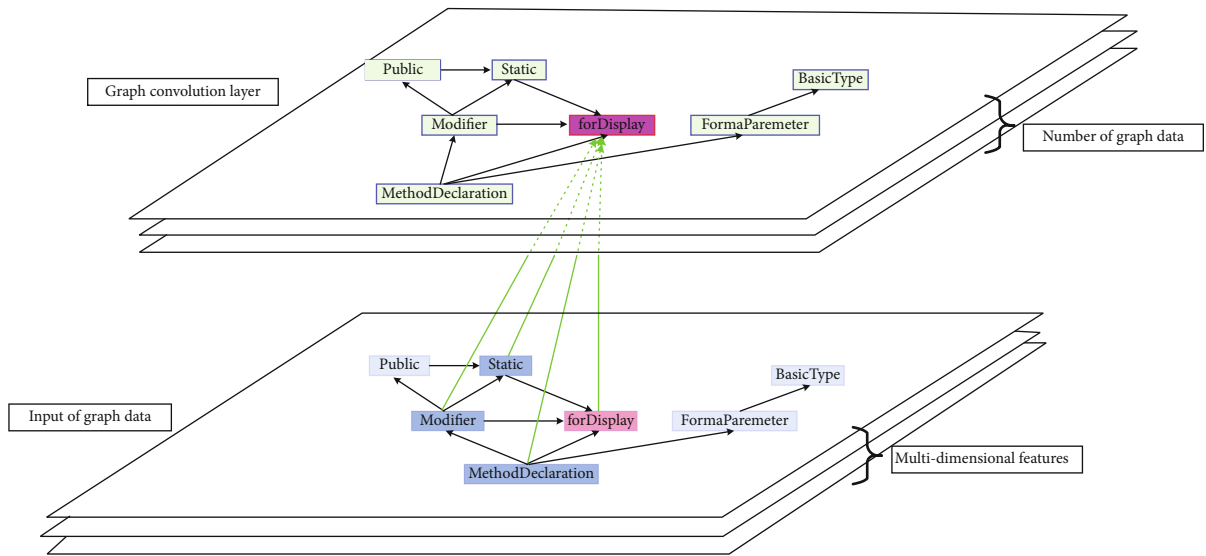 Public
Static
BasicType
Graph convolution layer
Modifier
forDisplay
FormaParemeter
Number of graph data
MethodDeclaration
Public
Static
BasicType
Input of graph data
Modifier
forDisplay
FormaParemeter
Multi-dimensional features
MethodDeclaration